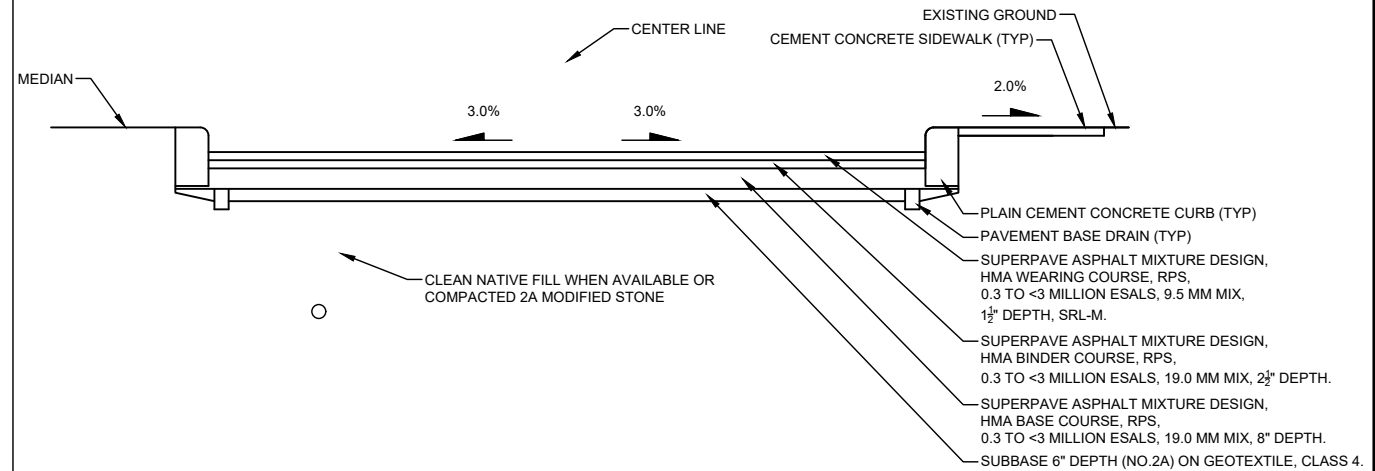 EXISTING GROUND
CENTER LINE
CEMENT CONCRETE SIDEWALK (TYP)
MEDIAN
3.0%
3.0%
2.0%
PLAIN CEMENT CONCRETE CURB (TYP)
PAVEMENT BASE DRAIN (TYP)
SUPERPAVE ASPHALT MIXTURE DESIGN,
HMA WEARING COURSE, RPS,
0.3 TO <3 MILLION ESALS, 9.5 MM MIX,
1½" DEPTH, SRL-M.
CLEAN NATIVE FILL WHEN AVAILABLE OR
COMPACTED 2A MODIFIED STONE
SUPERPAVE ASPHALT MIXTURE DESIGN,
HMA BINDER COURSE, RPS,
0.3 TO <3 MILLION ESALS, 19.0 MM MIX, 2½" DEPTH.
SUPERPAVE ASPHALT MIXTURE DESIGN,
HMA BASE COURSE, RPS,
0.3 TO <3 MILLION ESALS, 19.0 MM MIX, 8" DEPTH.
SUBBASE 6" DEPTH (NO.2A) ON GEOTEXTILE, CLASS 4.